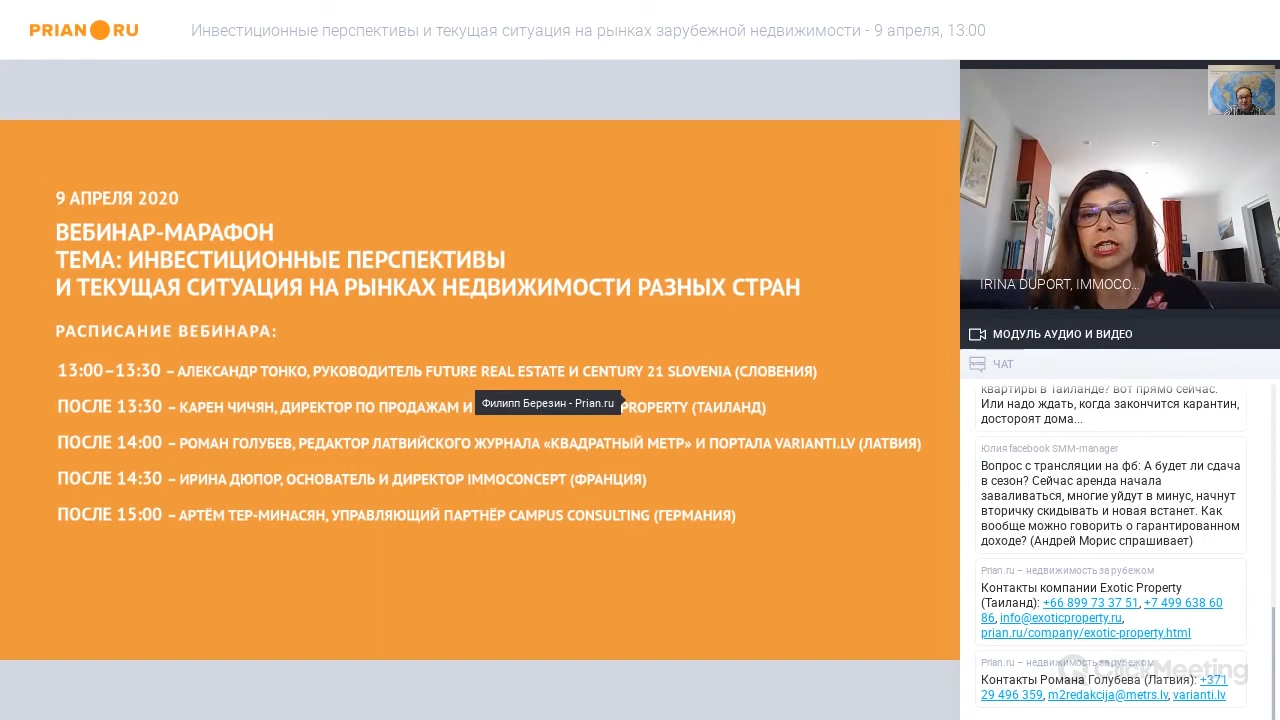 PRIAN RU
Инвестиционные перспективы и текущая ситуация на рынках зарубежной недвижимости - 9 апреля, 13:00
9 АПРЕЛЯ 2020
ВЕБИНАР-МАРАФОН
ТЕМА: ИНВЕСТИЦИОННЫЕ ПЕРСПЕКТИВЫ
И ТЕКУЩАЯ СИТУАЦИЯ НА РЫНКАХ НЕДВИЖИМОСТИ РАЗНЫХ СТРАН
РАСПИСАНИЕ ВЕБИНАРА:
13:00–13:30 – АЛЕКСАНДР ТОНКО, РУКОВОДИТЕЛЬ FUTURE REAL ESTATE И CENTURY 21 SLOVENIA (СЛОВЕНИЯ)
ПОСЛЕ 13:30 – КАРЕН ЧИЧЯН, ДИРЕКТОР ПО ПРОДАЖАМ И PROPERTY (ТАИЛАНД)
Филипп Березин - Prian.ru
ПОСЛЕ 14:00 – РОМАН ГОЛУБЕВ, РЕДАКТОР ЛАТВИЙСКОГО ЖУРНАЛА «КВАДРАТНЫЙ МЕТР» И ПОРТАЛА VARIANTI.LV (ЛАТВИЯ)
ПОСЛЕ 14:30 – ИРИНА ДЮПОР, ОСНОВАТЕЛЬ И ДИРЕКТОР IMMOCONCEPT (ФРАНЦИЯ)
ПОСЛЕ 15:00 – АРТЁМ ТЕР-МИНАСЯН, УПРАВЛЯЮЩИЙ ПАРТНЁР CAMPUS CONSULTING (ГЕРМАНИЯ)
IRINA DUPORT, IMMOCO...
МОДУЛЬ АУДИО И ВИДЕО
ЧАТ
квартиры в Таиланде? Вот прямо сейчас.
Или надо ждать, когда закончится карантин,
достороят дома...
Юлия facebook SMM-manager
Вопрос с трансляции на фб: А будет ли сдача
в сезон? Сейчас аренда начала
заваливаться, многие уйдут в минус, начнут
вторичку скидывать и новая встанет. Как
вообще можно говорить о гарантированном
доходе? (Андрей Морис спрашивает)
Prian.ru – недвижимость за рубежом
Контакты компании Exotic Property
(Таиланд): +66 899 73 37 51, +7 499 638 60
86, info@exoticproperty.ru,
prian.ru/company/exotic-property.html
Prian.ru – недвижимость за рубежом
Контакты Романа Голубева (Латвия): +371
29 496 359, m2redakcija@metrs.lv, varianti.lv
ClickMeeting